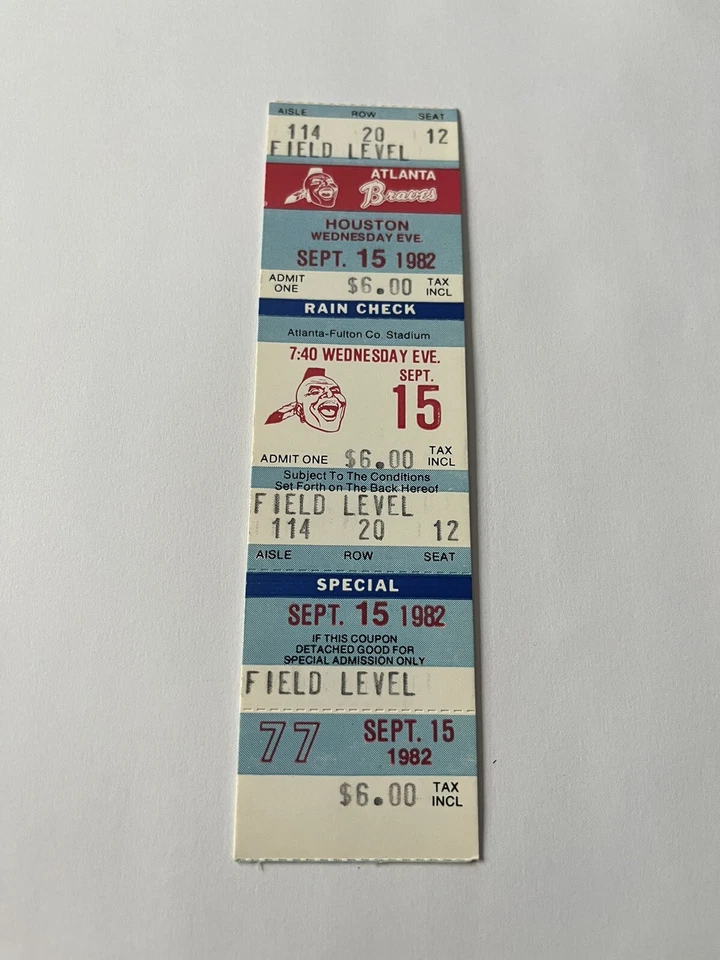 AISLE ROW SEAT
114 20 12
FIELD LEVEL
ATLANTA
Braves
HOUSTON
WEDNESDAY EVE.
SEPT. 15 1982
ADMIT ONE $6.00 TAX INCL
RAIN CHECK
Atlanta-Fulton Co. Stadium
7:40 WEDNESDAY EVE.
SEPT.
15
ADMIT ONE $6.00 TAX INCL
Subject To The Conditions
Set Forth on The Back Hereof
FIELD LEVEL
114 20 12
AISLE ROW SEAT
SPECIAL
SEPT. 15 1982
IF THIS COUPON
DETACHED GOOD FOR
SPECIAL ADMISSION ONLY
FIELD LEVEL
77 SEPT. 15
1982
$6.00 TAX INCL